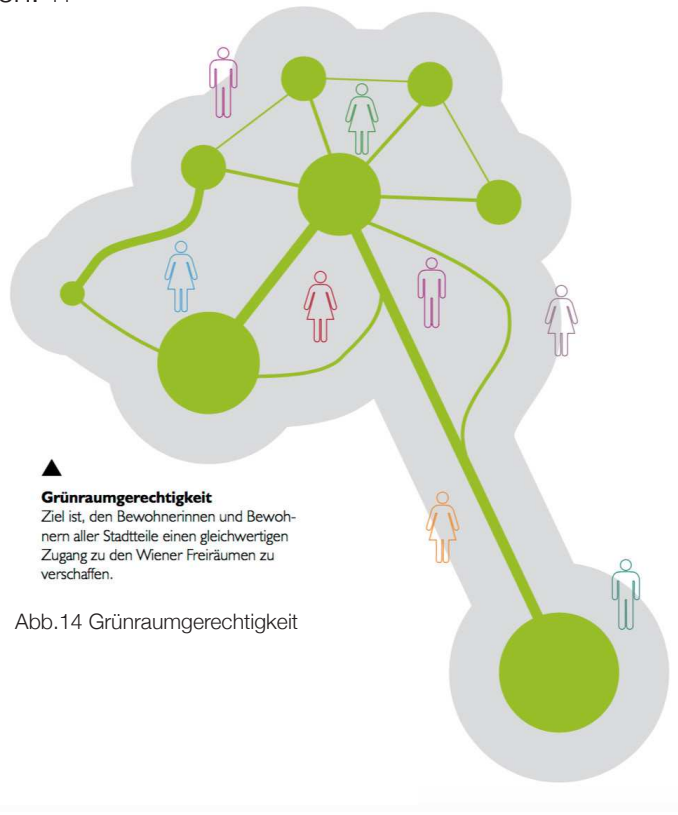 Grünraumgerechtigkeit
Ziel ist, den Bewohnerinnen und Bewoh-
nern aller Stadtteile einen gleichwertigen
Zugang zu den Wiener Freiräumen zu
verschaffen.
Abb.14 Grünraumgerechtigkeit